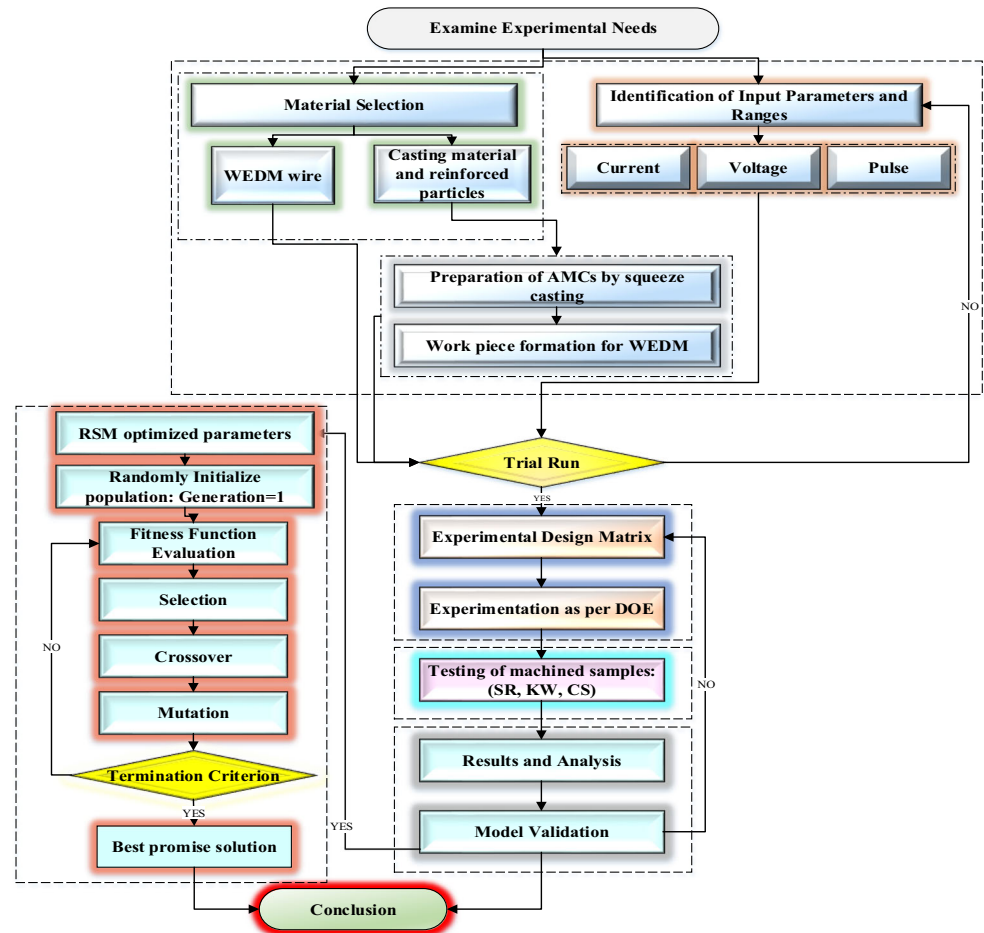 Examine Experimental Needs
Material Selection
Identification of Input Parameters and
Ranges
WEDM wire
Casting material
and reinforced
particles
Current
Voltage
Pulse
Preparation of AMCs by squeeze
casting
Work piece formation for WEDM
NO
Trial Run
YES
RSM optimized parameters
Randomly Initialize
population: Generation=1
Fitness Function
Evaluation
Selection
Crossover
Mutation
NO
Termination Criterion
YES
Best promise solution
Experimental Design Matrix
Experimentation as per DOE
Testing of machined samples:
(SR, KW, CS)
NO
Results and Analysis
Model Validation
YES
Conclusion